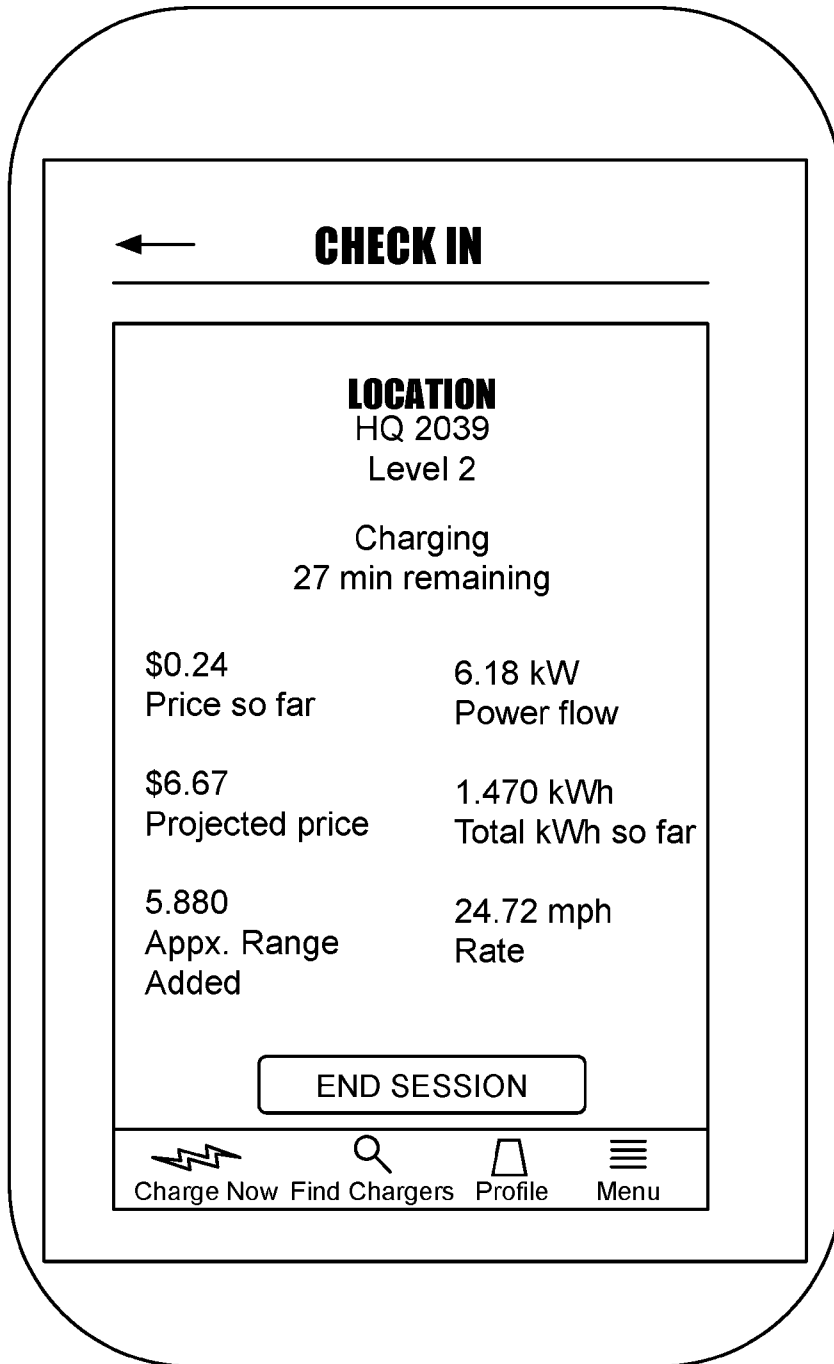 CHECK IN
LOCATION
HQ 2039
Level 2
Charging
27 min remaining
$0.24
Price so far
6.18 kW
Power flow
$6.67
Projected price
1.470 kWh
Total kWh so far
5.880
Appx. Range
Added
24.72 mph
Rate
END SESSION
Charge Now Find Chargers Profile Menu